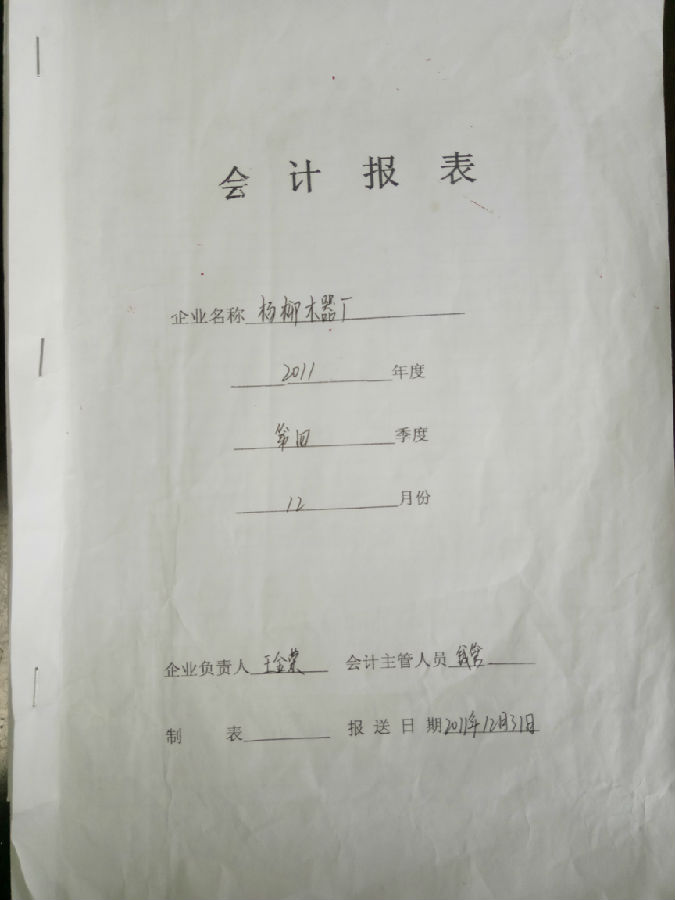 会计报表
企业名称 杨柳木器厂
2011 年度
第四 季度
12 月份
企业负责人 王金荣 会计主管人员
制表 报送日期 2011年12月31日